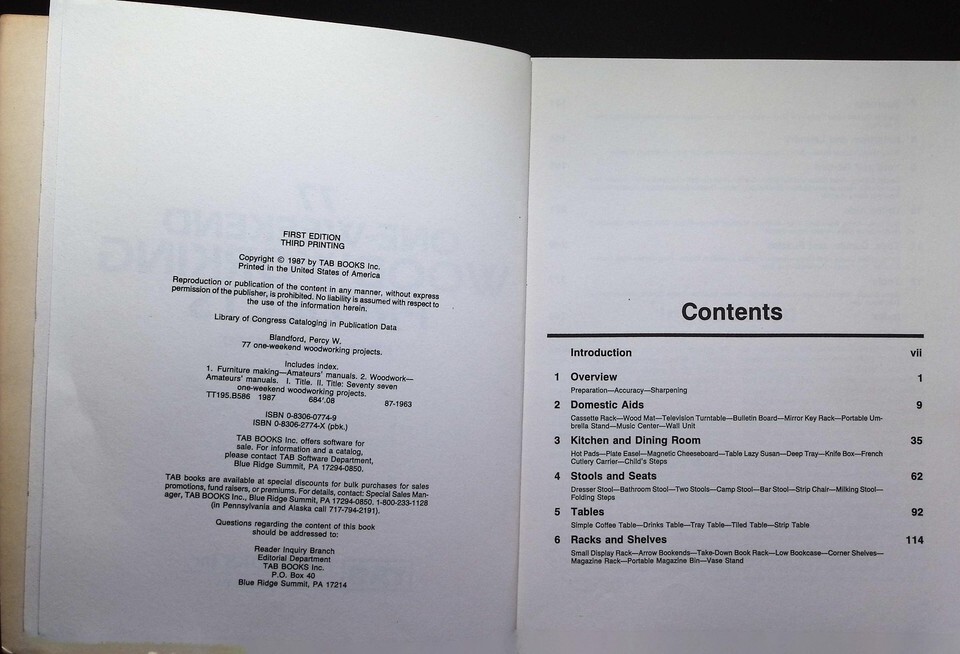 FIRST EDITION
THIRD PRINTING
Copyright © 1987 by TAB BOOKS Inc.
Printed in the United States of America
Reproduction or publication of the content in any manner, without express
permission of the publisher, is prohibited. No liability is assumed with respect to
the use of the information herein.
Library of Congress Cataloging in Publication Data
Blandford, Percy W.
77 one-weekend woodworking projects.
Includes index.
1. Furniture making—Amateurs' manuals. 2. Woodwork—
Amateurs' manuals. I. Title. II. Title: Seventy seven
one-weekend woodworking projects.
TT195.B586 1987 684'.08 87-1963
ISBN 0-8306-0774-9
ISBN 0-8306-2774-X (pbk.)
TAB BOOKS Inc. offers software for
sale. For information and a catalog,
please contact TAB Software Department,
Blue Ridge Summit, PA 17294-0850.
TAB books are available at special discounts for bulk purchases for sales
promotions, fund raisers, or premiums. For details, contact: Special Sales Man-
ager, TAB BOOKS Inc., Blue Ridge Summit, PA 17294-0850. 1-800-233-1128
(in Pennsylvania and Alaska call 717-794-2191).
Questions regarding the content of this book
should be addressed to:
Reader Inquiry Branch
Editorial Department
TAB BOOKS Inc.
P.O. Box 40
Blue Ridge Summit, PA 17214
Contents
Introduction vii
1 Overview 1
Preparation—Accuracy—Sharpening
2 Domestic Aids 9
Cassette Rack—Wood Mat—Television Turntable—Bulletin Board—Mirror Key Rack—Portable Um-
brella Stand—Music Center—Wall Unit
3 Kitchen and Dining Room 35
Hot Pads—Plate Easel—Magnetic Cheeseboard—Table Lazy Susan—Deep Tray—Knife Box—French
Cutlery Carrier—Child's Steps
4 Stools and Seats 62
Dresser Stool—Bathroom Stool—Two Stools—Camp Stool—Bar Stool—Strip Chair—Milking Stool—
Folding Steps
5 Tables 92
Simple Coffee Table—Drinks Table—Tray Table—Tiled Table—Strip Table
6 Racks and Shelves 114
Small Display Rack—Arrow Bookends—Take-Down Book Rack—Low Bookcase—Corner Shelves—
Magazine Rack—Portable Magazine Bin—Vase Stand